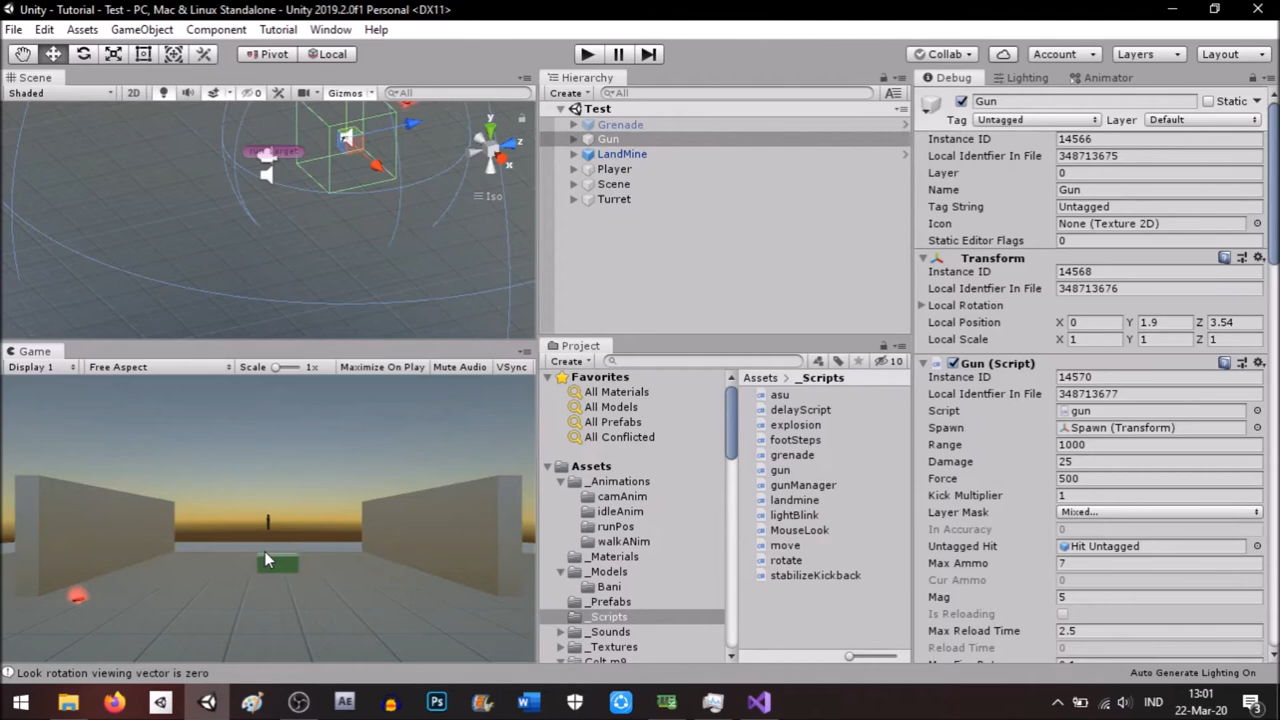 Unity - Tutorial - Test - PC, Mac & Linux Standalone - Unity 2019.2.0f1 Personal <DX11>
File Edit Assets GameObject Component Tutorial Window Help
Pivot Local Collab Account Layers Layout
Scene
Shaded 2D 0 Gizmos All
y
z
x
Iso
Game
Display 1 Free Aspect Scale 1x Maximize On Play Mute Audio VSync
Hierarchy
Create All
Test
Grenade
Gun
LandMine
Player
Scene
Turret
Project
Create 10
Favorites
All Materials
All Models
All Prefabs
All Conflicted
Assets
_Animations
camAnim
idleAnim
runPos
walkANim
_Materials
_Models
Bani
_Prefabs
_Scripts
_Sounds
_Textures
Colt m9
Assets > _Scripts
asu
delayScript
explosion
footSteps
grenade
gun
gunManager
landmine
lightBlink
MouseLook
move
rotate
stabilizeKickback
Debug Lighting Animator
Gun Static
Tag Untagged Layer Default
Instance ID 14566
Local Identfier In File 348713675
Layer 0
Name Gun
Tag String Untagged
Icon None (Texture 2D)
Static Editor Flags 0
Transform
Instance ID 14568
Local Identfier In File 348713676
Local Rotation
Local Position X 0 Y 1.9 Z 3.54
Local Scale X 1 Y 1 Z 1
Gun (Script)
Instance ID 14570
Local Identfier In File 348713677
Script gun
Spawn Spawn (Transform)
Range 1000
Damage 25
Force 500
Kick Multiplier 1
Layer Mask Mixed...
In Accuracy 0
Untagged Hit Hit Untagged
Max Ammo 7
Cur Ammo 0
Mag 5
Is Reloading
Max Reload Time 2.5
Reload Time 0
Look rotation viewing vector is zero
Auto Generate Lighting On
Ae Ps IND 13:01
22-Mar-20 3